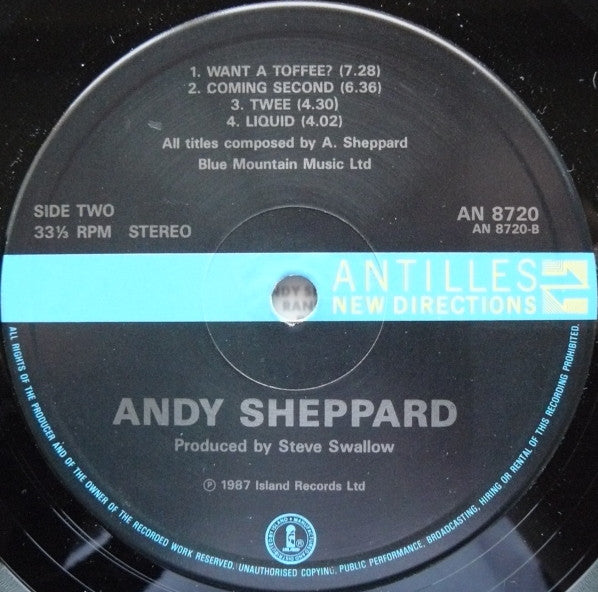 1. WANT A TOFFEE? (7.28)
2. COMING SECOND (6.36)
3. TWEE (4.30)
4. LIQUID (4.02)
All titles composed by A. Sheppard
Blue Mountain Music Ltd
SIDE TWO
33⅓ RPM STEREO
AN 8720
AN 8720-B
ANTILLES
NEW DIRECTIONS
ANDY SHEPPARD
Produced by Steve Swallow
Ⓟ 1987 Island Records Ltd
ALL RIGHTS OF THE PRODUCER AND OF THE OWNER OF THE RECORDED WORK RESERVED. UNAUTHORISED COPYING, PUBLIC PERFORMANCE, BROADCASTING, HIRING OR RENTAL OF THIS RECORDING PROHIBITED.